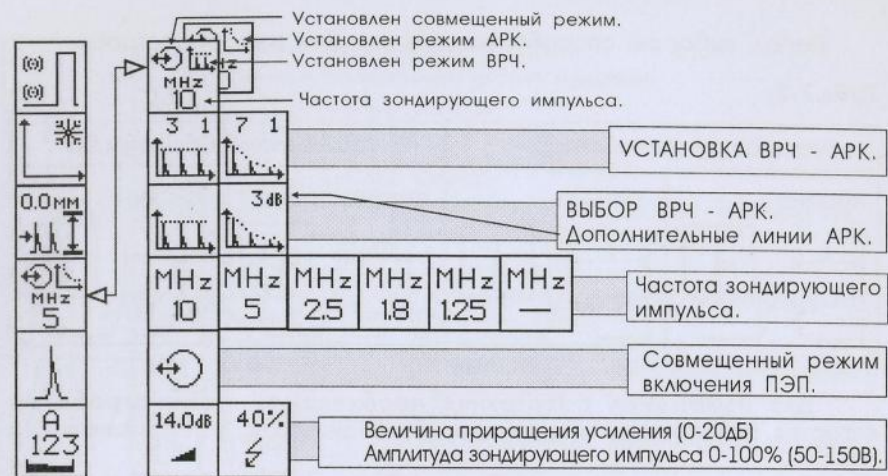 Установлен совмещенный режим.
Установлен режим АРК.
Установлен режим ВРЧ.
MHz
10
Частота зондирующего импульса.
3 1
7 1
УСТАНОВКА ВРЧ - АРК.
0.0мм
3дв
ВЫБОР ВРЧ - АРК.
Дополнительные линии АРК.
MHz
5
MHz
10
MHz
5
MHz
2.5
MHz
1.8
MHz
1.25
MHz
—
Частота зондирующего
импульса.
Совмещенный режим
включения ПЭП.
A
123
14.0dB
40%
Величина приращения усиления (0-20дБ)
Амплитуда зондирующего импульса 0-100% (50-150В).